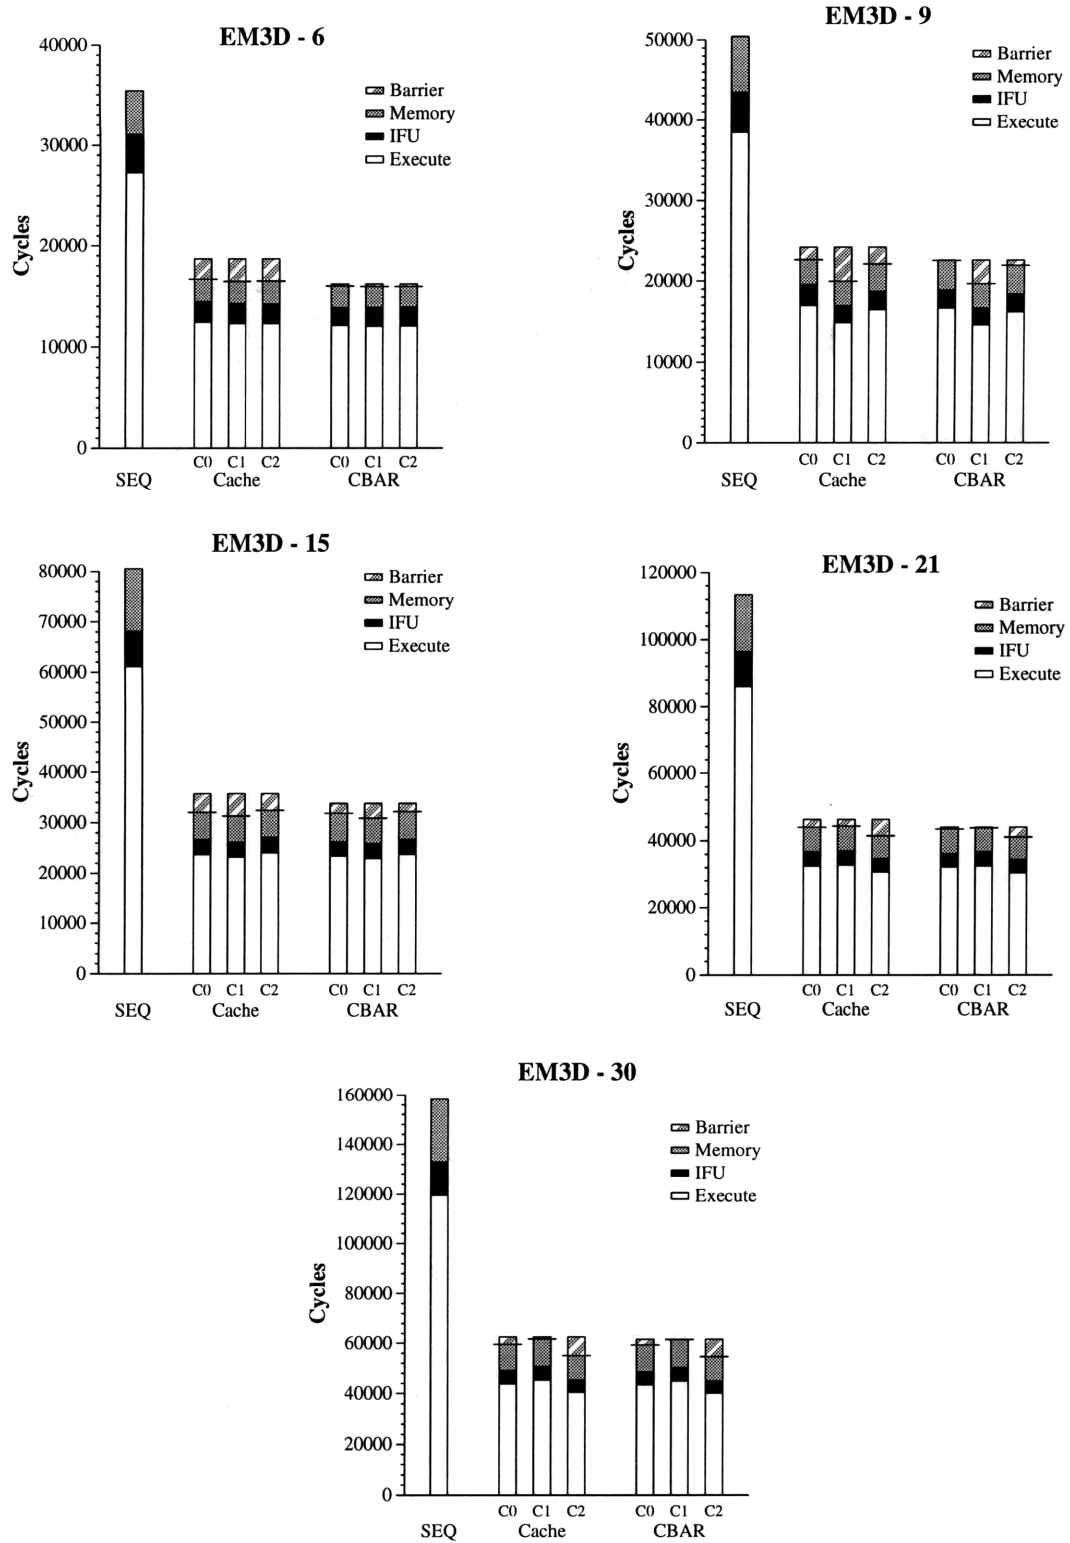 EM3D - 6
40000
30000
20000
10000
0
Cycles
Barrier
Memory
IFU
Execute
C0 C1 C2 C0 C1 C2
SEQ Cache CBAR
EM3D - 9
50000
40000
30000
20000
10000
0
Cycles
Barrier
Memory
IFU
Execute
C0 C1 C2 C0 C1 C2
SEQ Cache CBAR
EM3D - 15
80000
70000
60000
50000
40000
30000
20000
10000
0
Cycles
Barrier
Memory
IFU
Execute
C0 C1 C2 C0 C1 C2
SEQ Cache CBAR
EM3D - 21
120000
100000
80000
60000
40000
20000
0
Cycles
Barrier
Memory
IFU
Execute
C0 C1 C2 C0 C1 C2
SEQ Cache CBAR
EM3D - 30
160000
140000
120000
100000
80000
60000
40000
20000
0
Cycles
Barrier
Memory
IFU
Execute
C0 C1 C2 C0 C1 C2
SEQ Cache CBAR